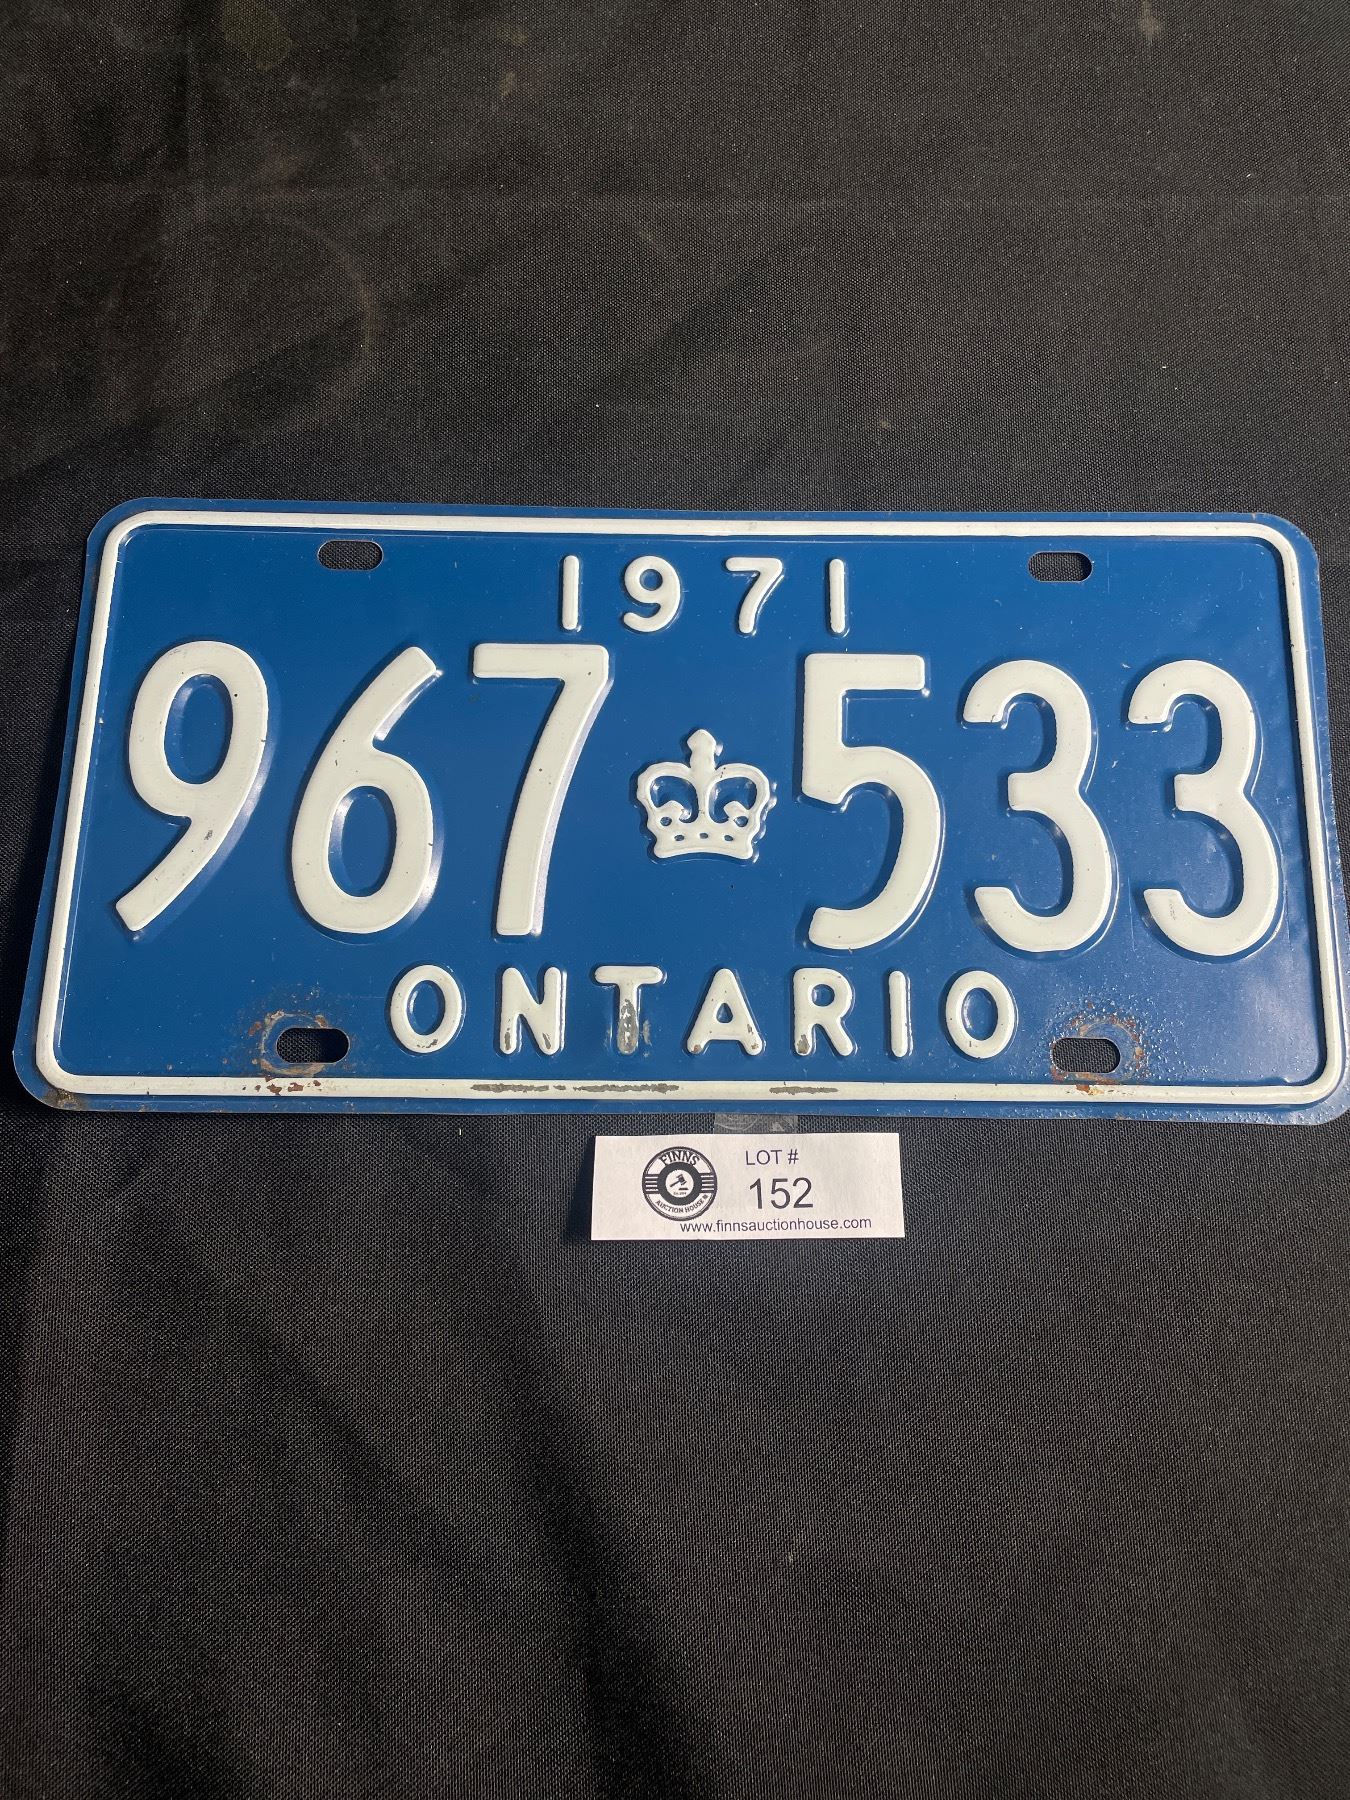 1971
967 533
ONTARIO
FINNS
AUCTION HOUSE
LOT #
152
www.finnsauctionhouse.com